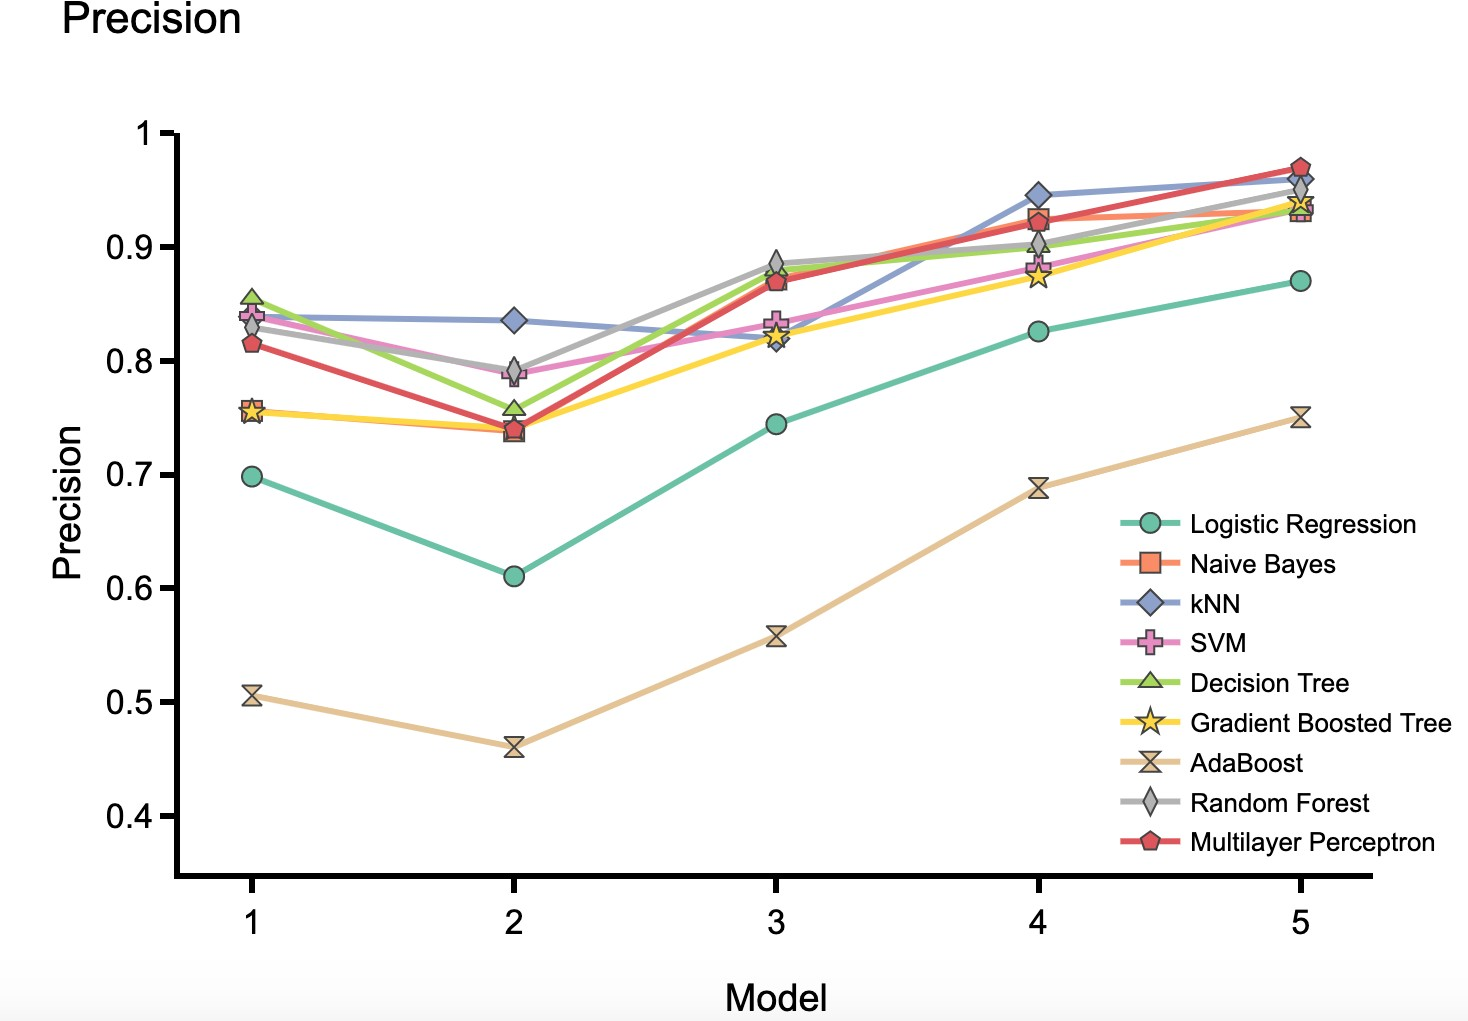 Precision
1
0.9
0.8
0.7
0.6
0.5
0.4
Precision
1 2 3 4 5
Model
Logistic Regression
Naive Bayes
kNN
SVM
Decision Tree
Gradient Boosted Tree
AdaBoost
Random Forest
Multilayer Perceptron